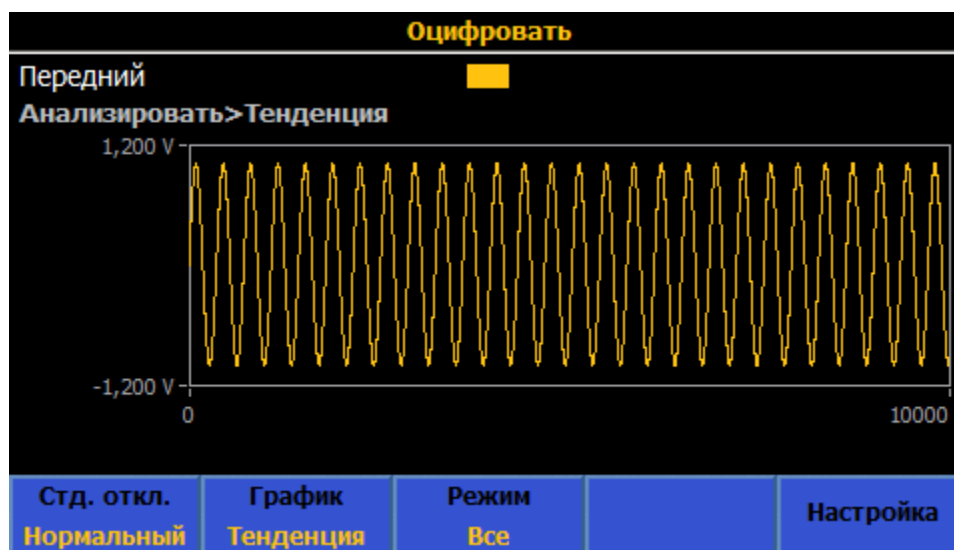 Оцифровать
Передний
Анализировать>Тенденция
1,200 V
-1,200 V
0
10000
Стд. откл.
График
Режим
Настройка
Нормальный
Тенденция
Все